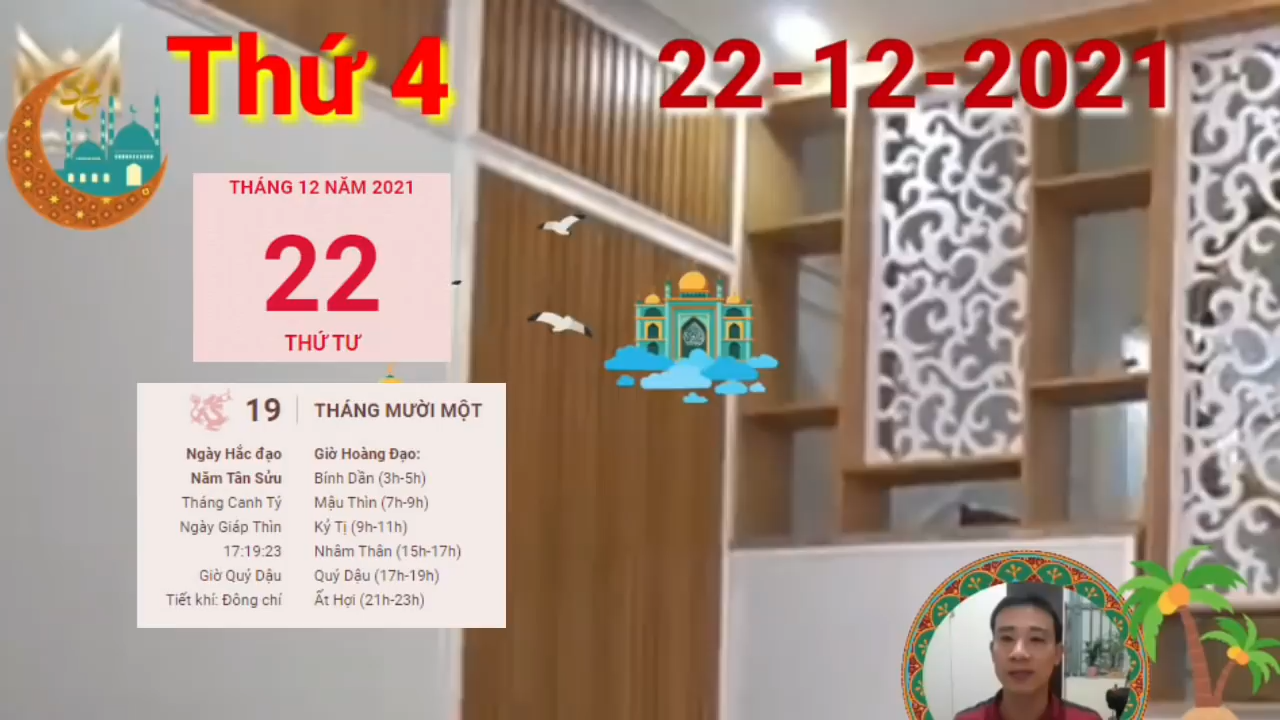 Thứ 4
22-12-2021
THÁNG 12 NĂM 2021
22
THỨ TƯ
19 THÁNG MƯỜI MỘT
Ngày Hắc đạo
Năm Tân Sửu
Tháng Canh Tý
Ngày Giáp Thìn
17:19:23
Giờ Quý Dậu
Tiết khí: Đông chí
Giờ Hoàng Đạo:
Bính Dần (3h-5h)
Mậu Thìn (7h-9h)
Kỷ Tị (9h-11h)
Nhâm Thân (15h-17h)
Quý Dậu (17h-19h)
Ất Hợi (21h-23h)